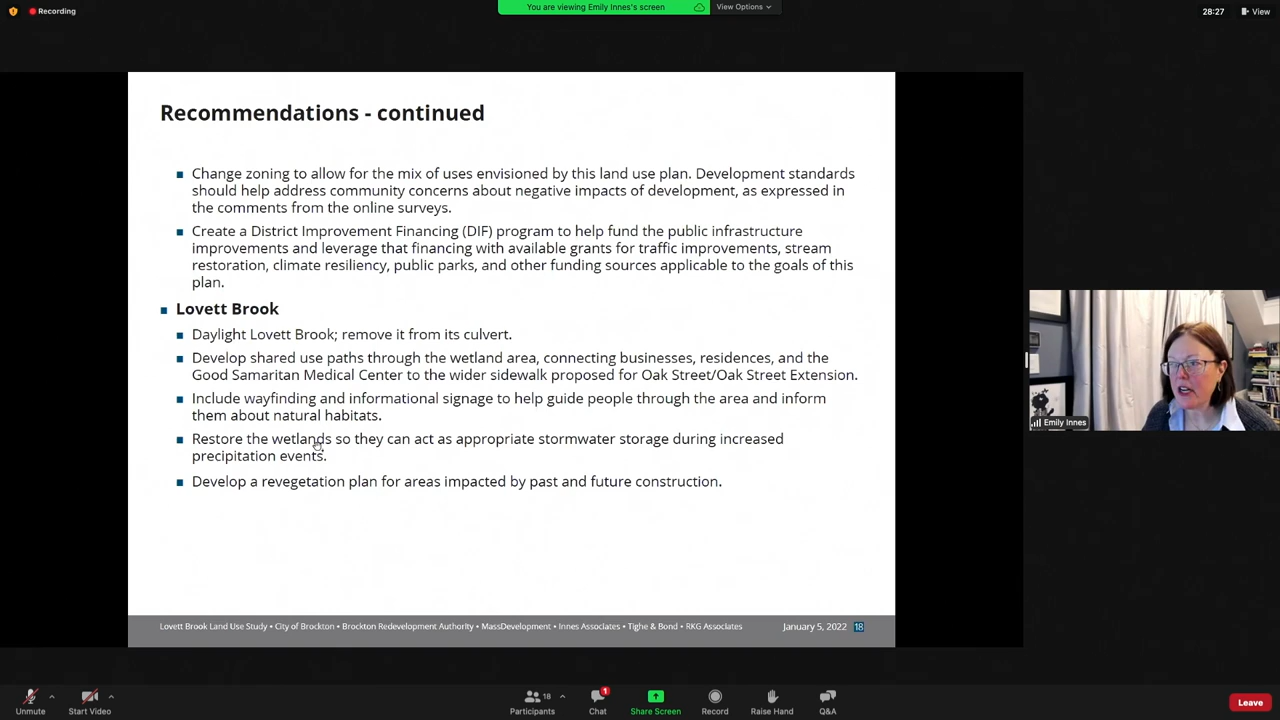 Recording
You are viewing Emily Innes's screen
View Options
28:27
View
Recommendations - continued
Change zoning to allow for the mix of uses envisioned by this land use plan. Development standards
should help address community concerns about negative impacts of development, as expressed in
the comments from the online surveys.
Create a District Improvement Financing (DIF) program to help fund the public infrastructure
improvements and leverage that financing with available grants for traffic improvements, stream
restoration, climate resiliency, public parks, and other funding sources applicable to the goals of this
plan.
Lovett Brook
Daylight Lovett Brook; remove it from its culvert.
Develop shared use paths through the wetland area, connecting businesses, residences, and the
Good Samaritan Medical Center to the wider sidewalk proposed for Oak Street/Oak Street Extension.
Include wayfinding and informational signage to help guide people through the area and inform
them about natural habitats.
Restore the wetlands so they can act as appropriate stormwater storage during increased
precipitation events.
Develop a revegetation plan for areas impacted by past and future construction.
Lovett Brook Land Use Study • City of Brockton • Brockton Redevelopment Authority • MassDevelopment • Innes Associates • Tighe & Bond • RKG Associates
January 5, 2022 18
Emily Innes
Unmute
Start Video
18
Participants
1
Chat
Share Screen
Record
Raise Hand
Q&A
Leave